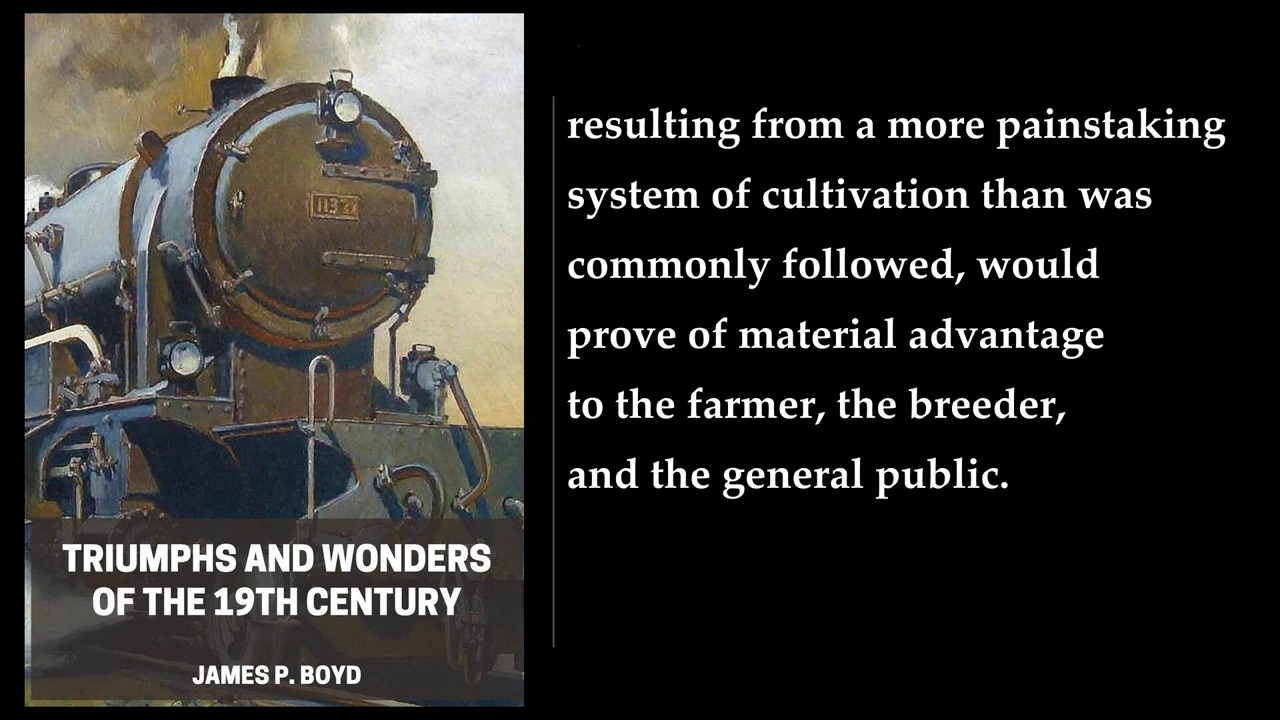 TRIUMPHS AND WONDERS
OF THE 19TH CENTURY
JAMES P. BOYD
resulting from a more painstaking
system of cultivation than was
commonly followed, would
prove of material advantage
to the farmer, the breeder,
and the general public.